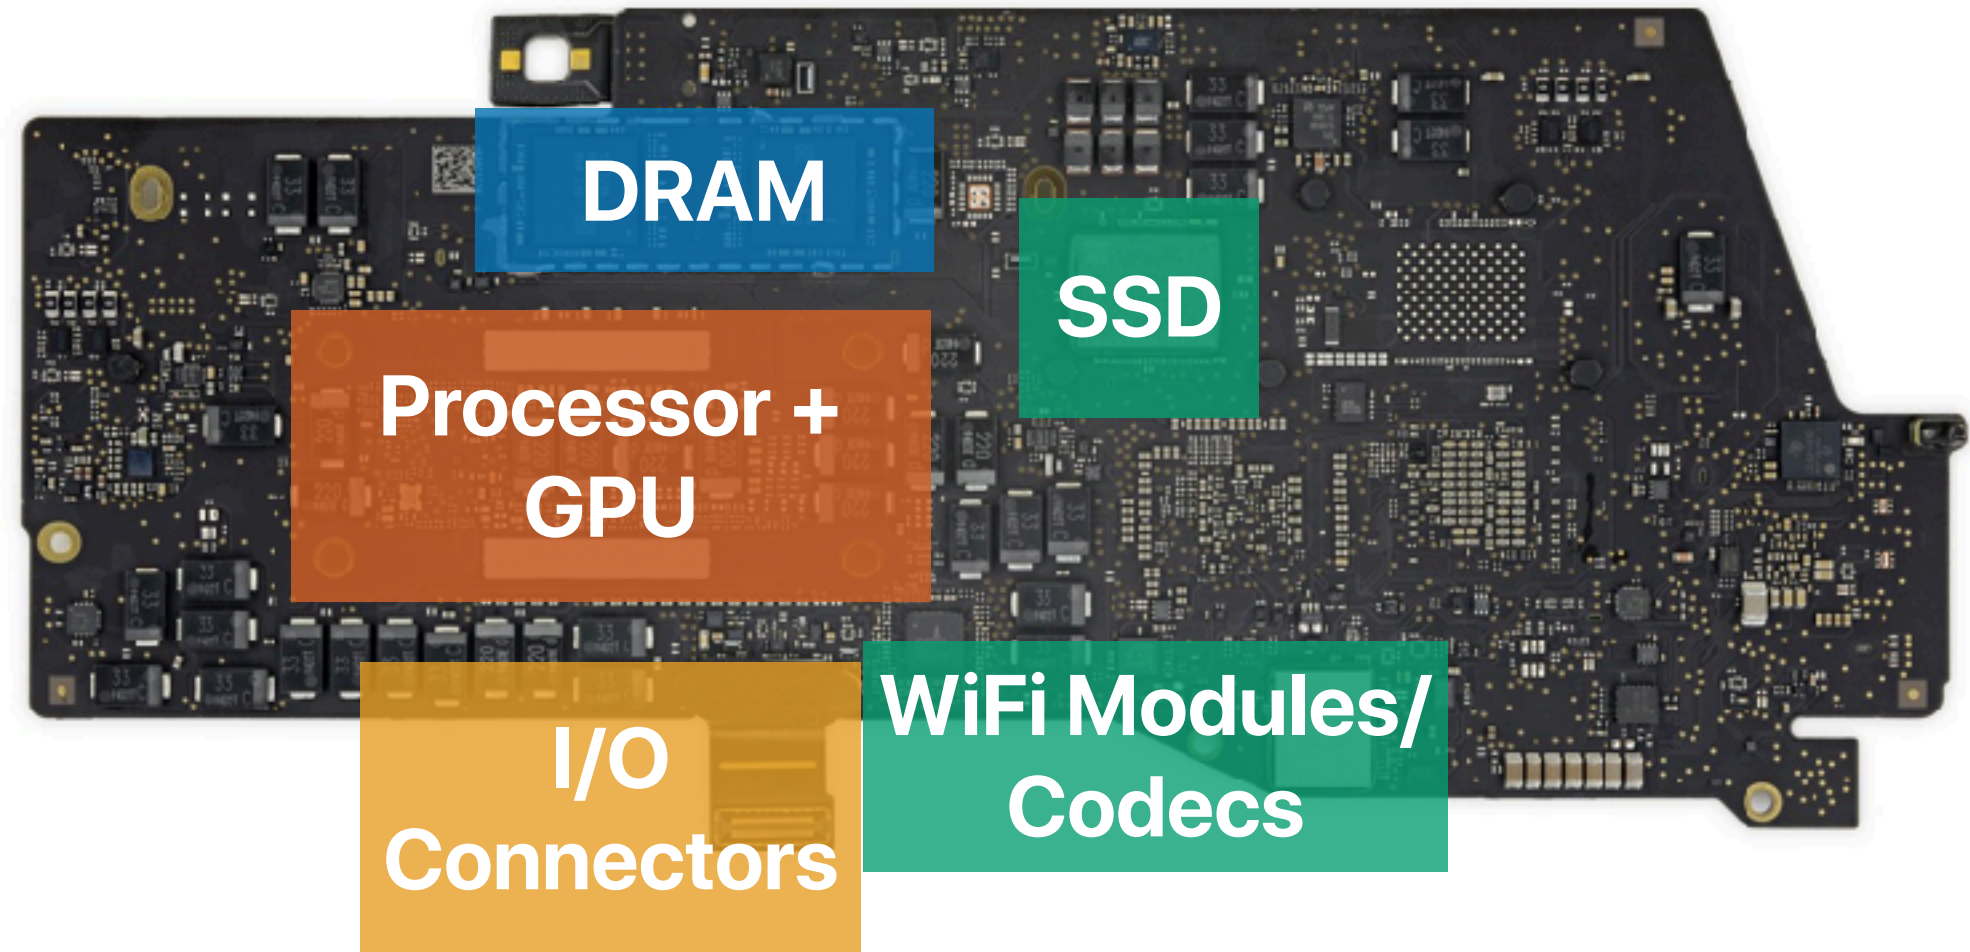 DRAM
SSD
Processor +
GPU
WiFi Modules/
Codecs
I/O
Connectors